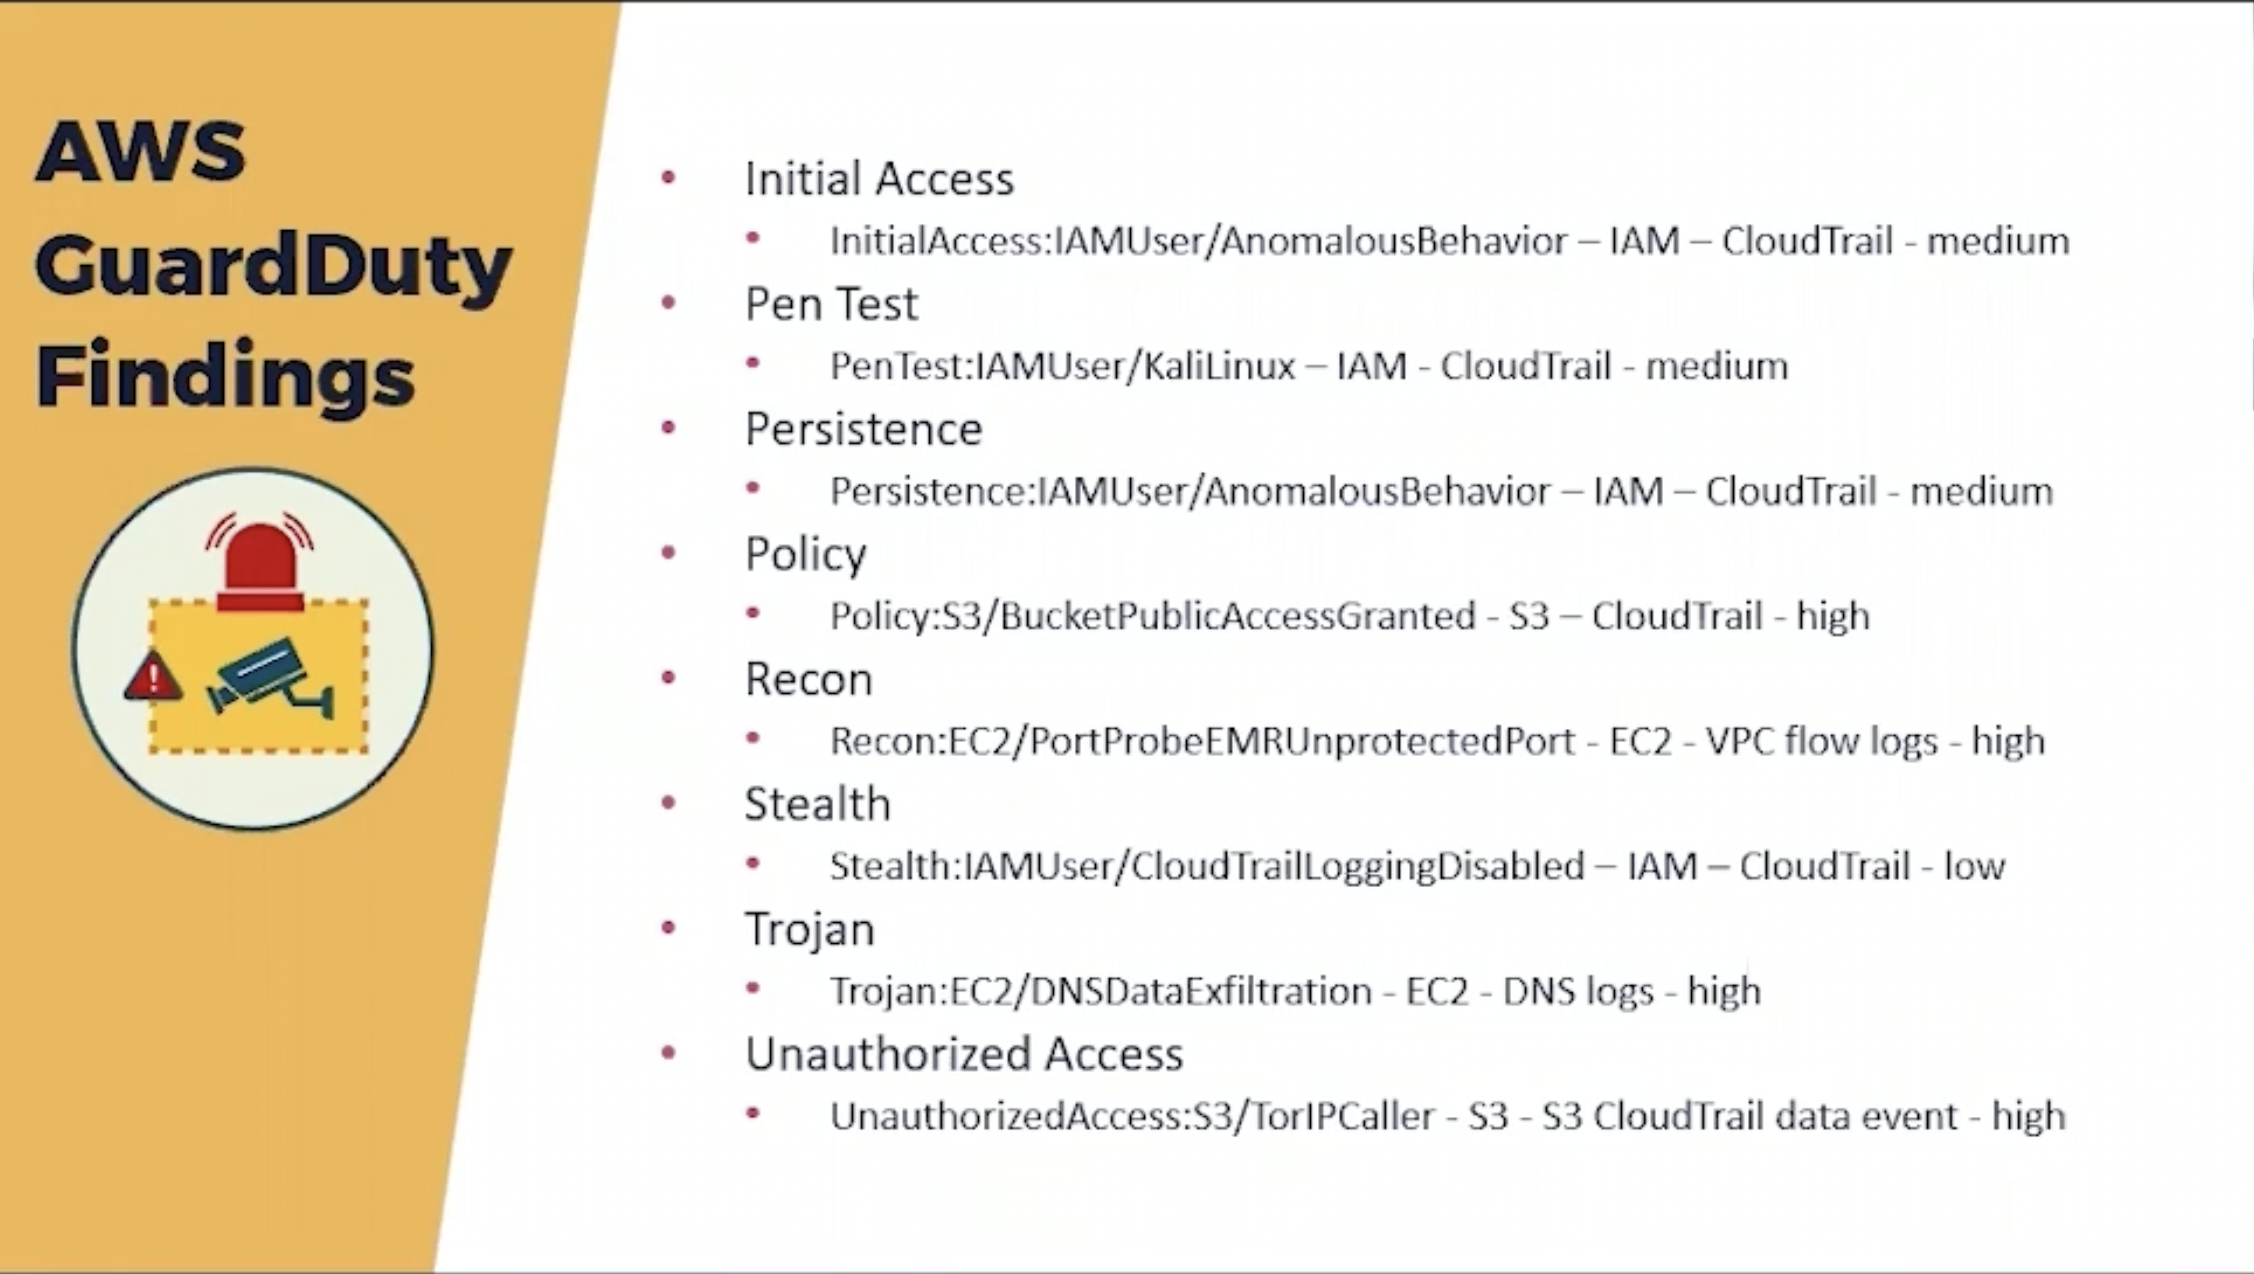 AWS
GuardDuty
Findings
• Initial Access
• InitialAccess:IAMUser/AnomalousBehavior – IAM – CloudTrail - medium
• Pen Test
• PenTest:IAMUser/KaliLinux – IAM - CloudTrail - medium
• Persistence
• Persistence:IAMUser/AnomalousBehavior – IAM – CloudTrail - medium
• Policy
• Policy:S3/BucketPublicAccessGranted - S3 – CloudTrail - high
• Recon
• Recon:EC2/PortProbeEMRUnprotectedPort - EC2 - VPC flow logs - high
• Stealth
• Stealth:IAMUser/CloudTrailLoggingDisabled – IAM – CloudTrail - low
• Trojan
• Trojan:EC2/DNSDataExfiltration - EC2 - DNS logs - high
• Unauthorized Access
• UnauthorizedAccess:S3/TorIPCaller - S3 - S3 CloudTrail data event - high